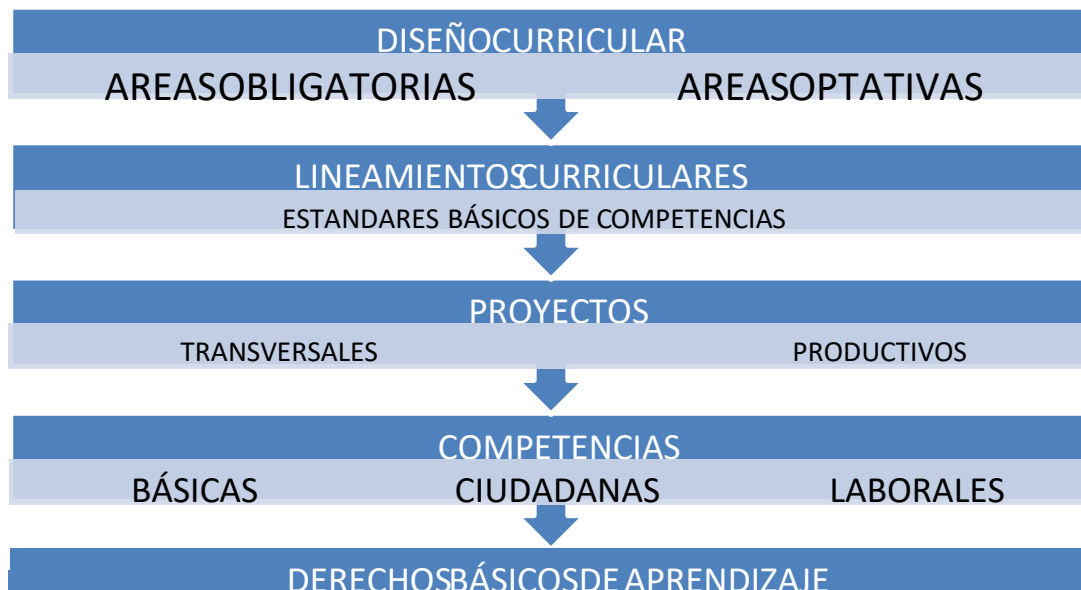 DISEÑOCURRICULAR
AREASOBLIGATORIAS AREASOPTATIVAS
LINEAMIENTOSCURRICULARES
ESTANDARES BÁSICOS DE COMPETENCIAS
PROYECTOS
TRANSVERSALES PRODUCTIVOS
COMPETENCIAS
BÁSICAS CIUDADANAS LABORALES
DERECHOSBÁSICOSDE APRENDIZAJE